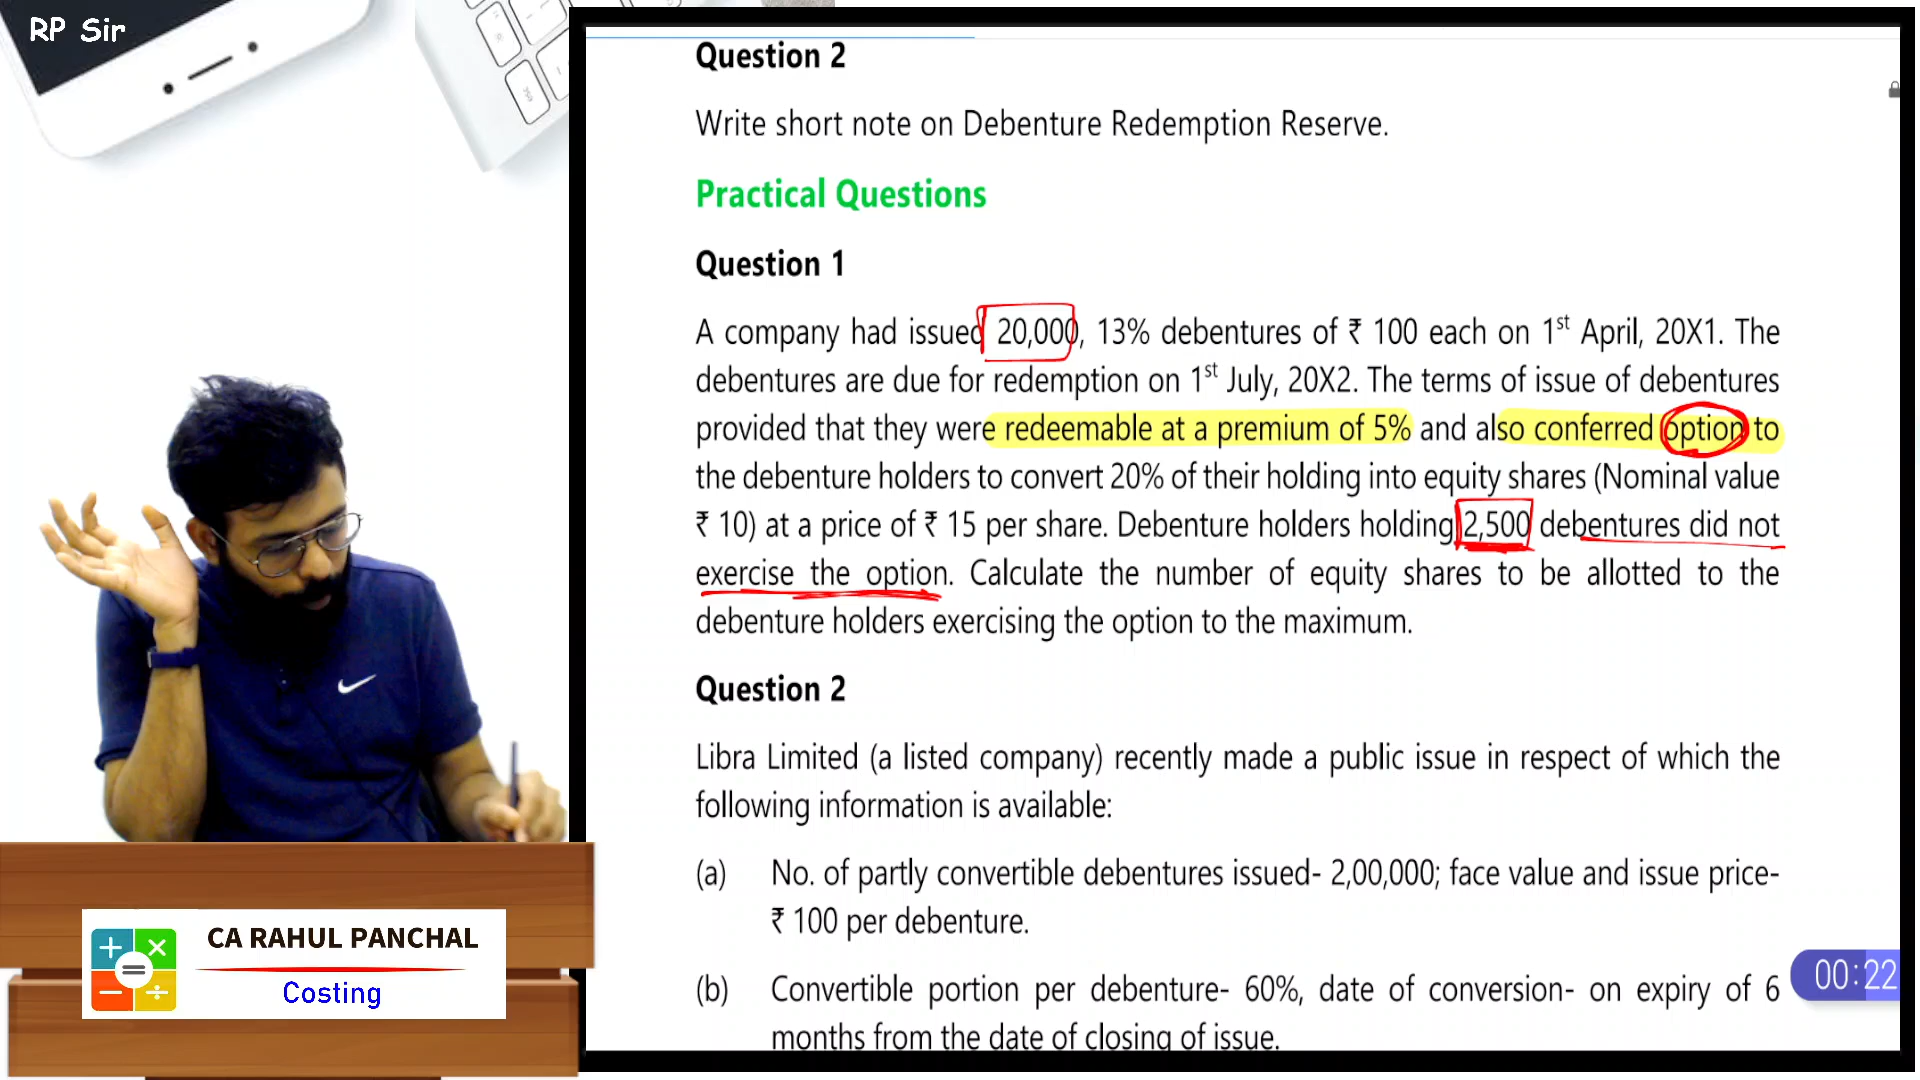 RP Sir
Question 2
Write short note on Debenture Redemption Reserve.
Practical Questions
Question 1
A company had issued 20,000, 13% debentures of ₹ 100 each on 1st April, 20X1. The
debentures are due for redemption on 1st July, 20X2. The terms of issue of debentures
provided that they were redeemable at a premium of 5% and also conferred option to
the debenture holders to convert 20% of their holding into equity shares (Nominal value
₹ 10) at a price of ₹ 15 per share. Debenture holders holding 2,500 debentures did not
exercise the option. Calculate the number of equity shares to be allotted to the
debenture holders exercising the option to the maximum.
Question 2
Libra Limited (a listed company) recently made a public issue in respect of which the
following information is available:
(a) No. of partly convertible debentures issued- 2,00,000; face value and issue price-
₹ 100 per debenture.
(b) Convertible portion per debenture- 60%, date of conversion- on expiry of 6
months from the date of closing of issue.
00:22
CA RAHUL PANCHAL
Costing